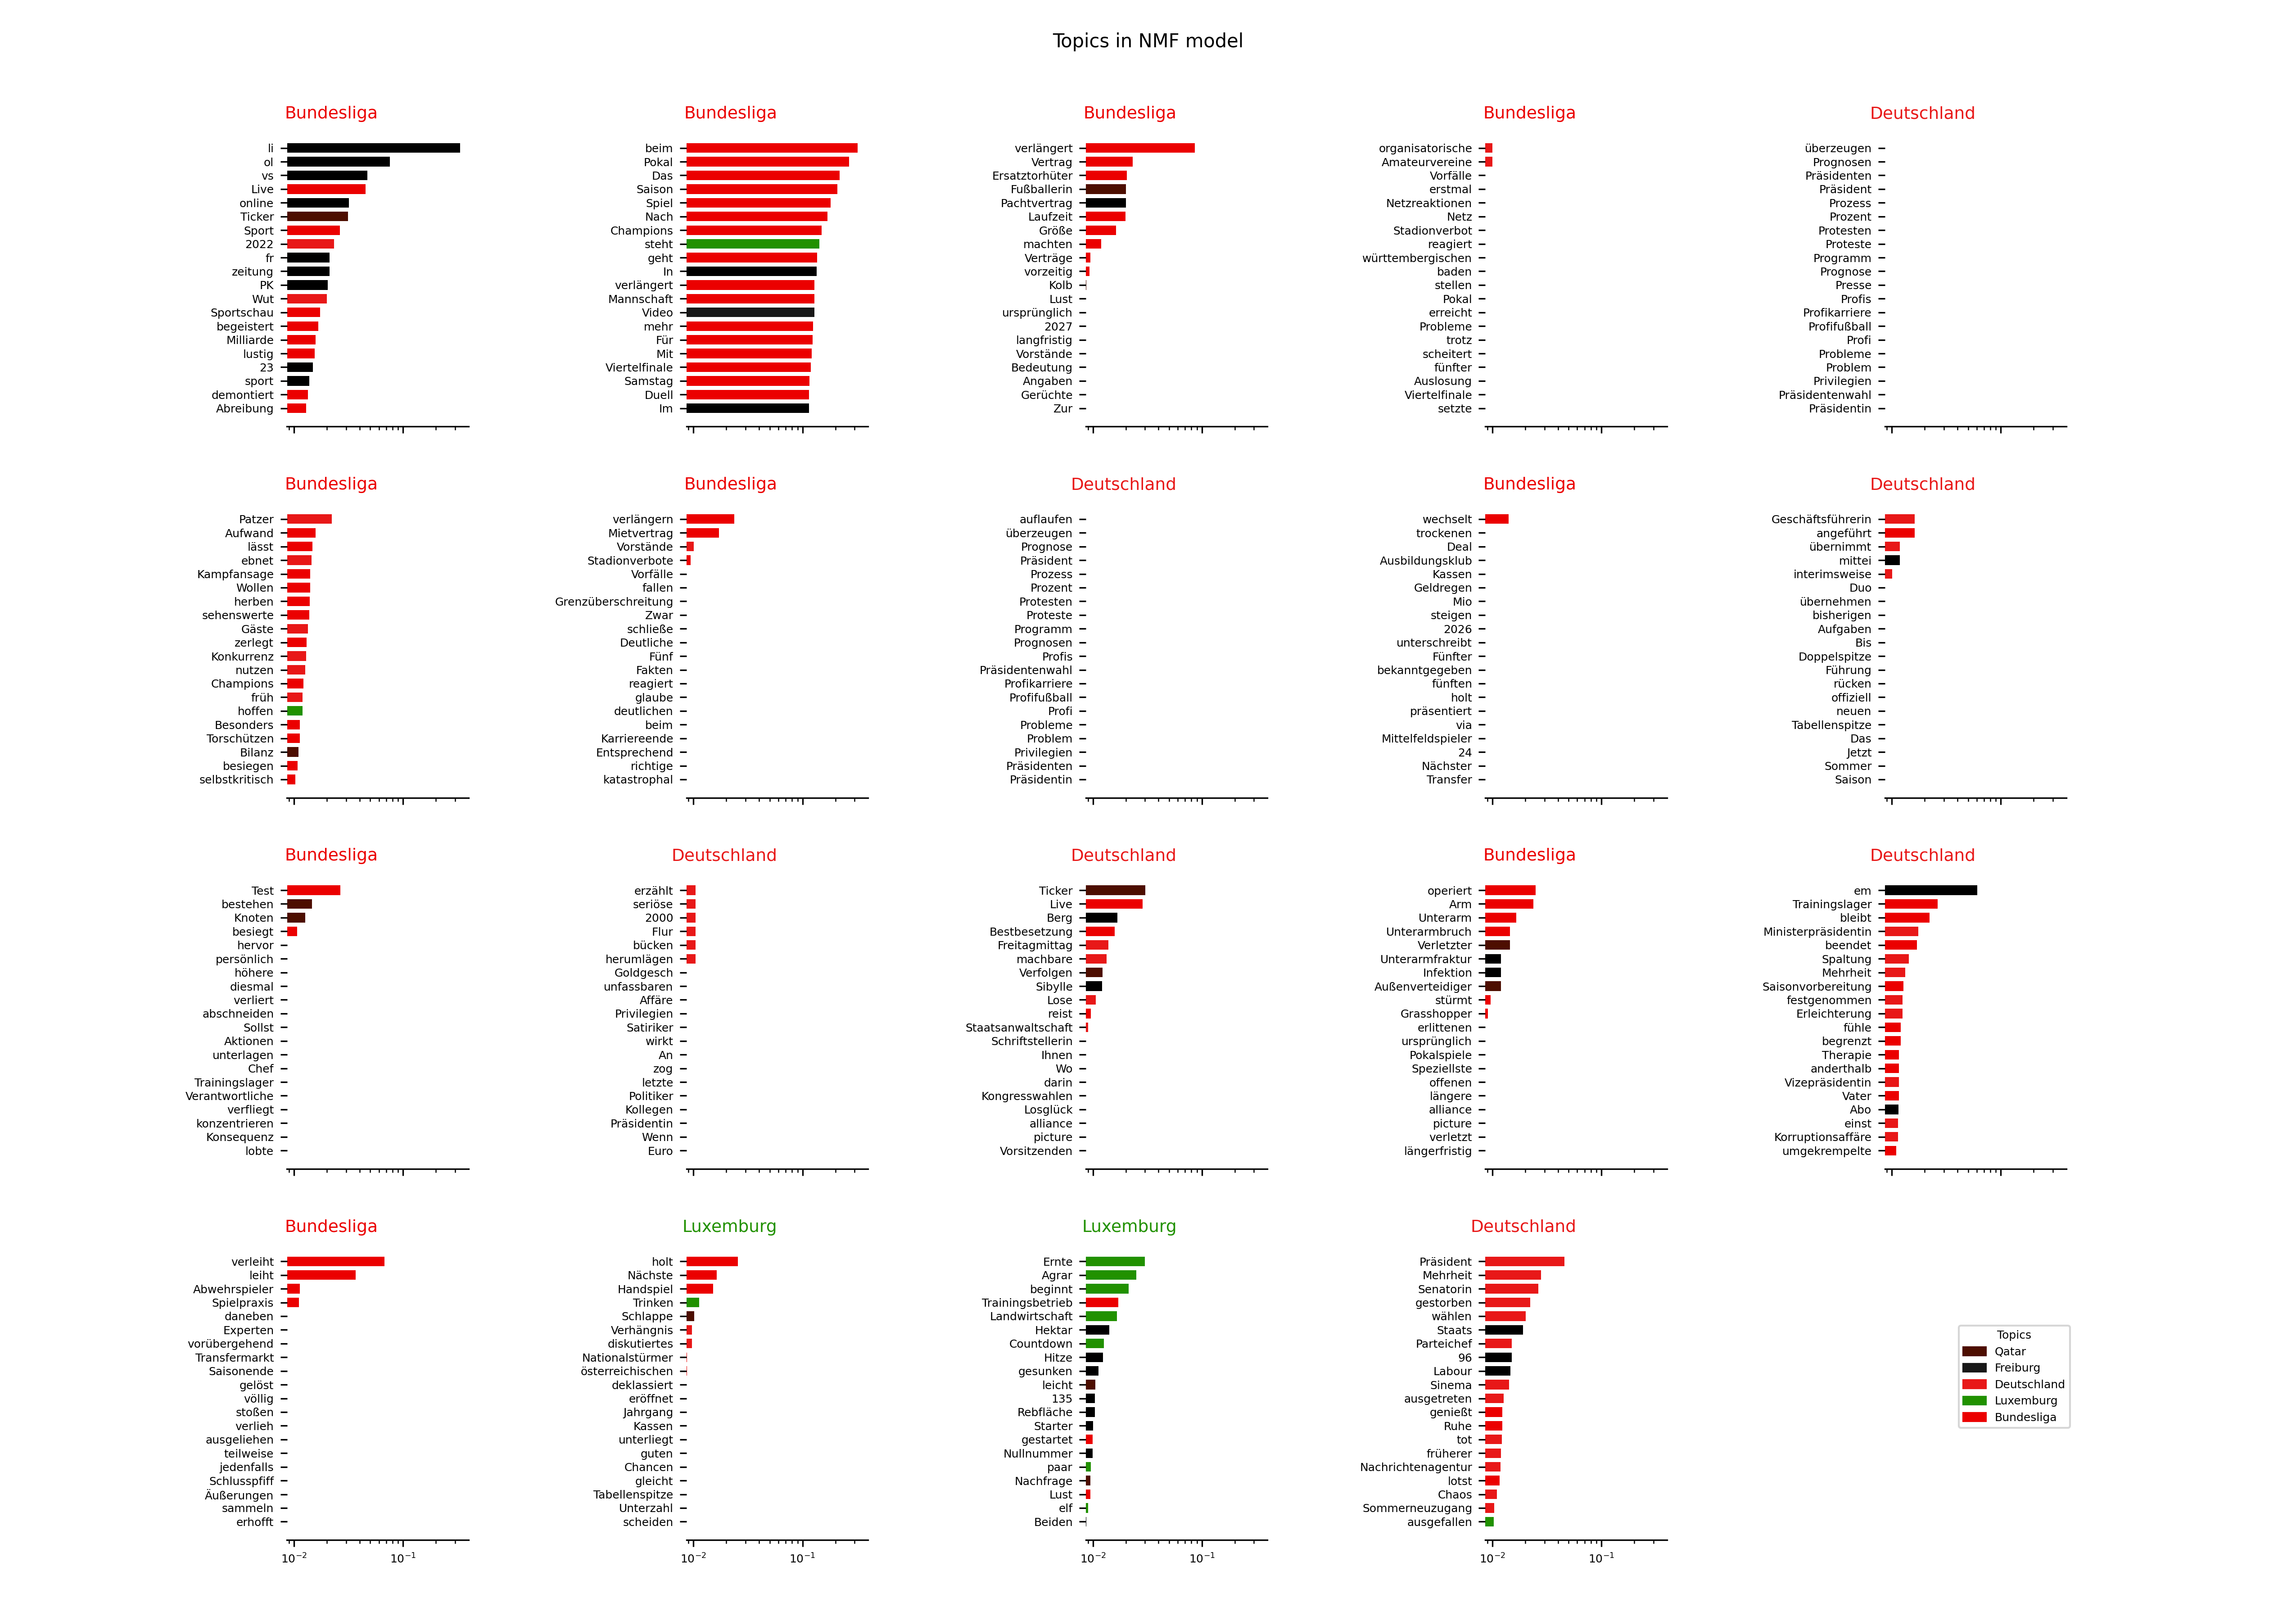 Topics in NMF model
Bundesliga
li
ol
vs
Live
online
Ticker
Sport
2022
fr
zeitung
PK
Wut
Sportschau
begeistert
Milliarde
lustig
23
sport
demontiert
Abreibung
Bundesliga
beim
Pokal
Das
Saison
Spiel
Nach
Champions
steht
geht
In
verlängert
Mannschaft
Video
mehr
Für
Mit
Viertelfinale
Samstag
Duell
Im
Bundesliga
verlängert
Vertrag
Ersatztorhüter
Fußballerin
Pachtvertrag
Laufzeit
Größe
machten
Verträge
vorzeitig
Kolb
Lust
ursprünglich
2027
langfristig
Vorstände
Bedeutung
Angaben
Gerüchte
Zur
Bundesliga
organisatorische
Amateurvereine
Vorfälle
erstmal
Netzreaktionen
Netz
Stadionverbot
reagiert
württembergischen
baden
stellen
Pokal
erreicht
Probleme
trotz
scheitert
fünfter
Auslosung
Viertelfinale
setzte
Deutschland
überzeugen
Prognosen
Präsidenten
Präsident
Prozess
Prozent
Protesten
Proteste
Programm
Prognose
Presse
Profis
Profikarriere
Profifußball
Profi
Probleme
Problem
Privilegien
Präsidentenwahl
Präsidentin
Bundesliga
Patzer
Aufwand
lässt
ebnet
Kampfansage
Wollen
herben
sehenswerte
Gäste
zerlegt
Konkurrenz
nutzen
Champions
früh
hoffen
Besonders
Torschützen
Bilanz
besiegen
selbstkritisch
Bundesliga
verlängern
Mietvertrag
Vorstände
Stadionverbote
Vorfälle
fallen
Grenzüberschreitung
Zwar
schließe
Deutliche
Fünf
Fakten
reagiert
glaube
deutlichen
beim
Karriereende
Entsprechend
richtige
katastrophal
Deutschland
auflaufen
überzeugen
Prognose
Präsident
Prozess
Prozent
Protesten
Proteste
Programm
Prognosen
Profis
Präsidentenwahl
Profikarriere
Profifußball
Profi
Probleme
Problem
Privilegien
Präsidenten
Präsidentin
Bundesliga
wechselt
trockenen
Deal
Ausbildungsklub
Kassen
Geldregen
Mio
steigen
2026
unterschreibt
Fünfter
bekanntgegeben
fünften
holt
präsentiert
via
Mittelfeldspieler
24
Nächster
Transfer
Deutschland
Geschäftsführerin
angeführt
übernimmt
mittei
interimsweise
Duo
übernehmen
bisherigen
Aufgaben
Bis
Doppelspitze
Führung
rücken
offiziell
neuen
Tabellenspitze
Das
Jetzt
Sommer
Saison
Bundesliga
Test
bestehen
Knoten
besiegt
hervor
persönlich
höhere
diesmal
verliert
abschneiden
Sollst
Aktionen
unterlagen
Chef
Trainingslager
Verantwortliche
verfliegt
konzentrieren
Konsequenz
lobte
Deutschland
erzählt
seriöse
2000
Flur
bücken
herumlägen
Goldgesch
unfassbaren
Affäre
Privilegien
Satiriker
wirkt
An
zog
letzte
Politiker
Kollegen
Präsidentin
Wenn
Euro
Deutschland
Ticker
Live
Berg
Bestbesetzung
Freitagmittag
machbare
Verfolgen
Sibylle
Lose
reist
Staatsanwaltschaft
Schriftstellerin
Ihnen
Wo
darin
Kongresswahlen
Losglück
alliance
picture
Vorsitzenden
Bundesliga
operiert
Arm
Unterarm
Unterarmbruch
Verletzter
Unterarmfraktur
Infektion
Außenverteidiger
stürmt
Grasshopper
erlittenen
ursprünglich
Pokalspiele
Speziellste
offenen
längere
alliance
picture
verletzt
längerfristig
Deutschland
em
Trainingslager
bleibt
Ministerpräsidentin
beendet
Spaltung
Mehrheit
Saisonvorbereitung
festgenommen
Erleichterung
fühle
begrenzt
Therapie
anderthalb
Vizepräsidentin
Vater
Abo
einst
Korruptionsaffäre
umgekrempelte
Bundesliga
verleiht
leiht
Abwehrspieler
Spielpraxis
daneben
Experten
vorübergehend
Transfermarkt
Saisonende
gelöst
völlig
stoßen
verlieh
ausgeliehen
teilweise
jedenfalls
Schlusspfiff
Äußerungen
sammeln
erhofft
10⁻² 10⁻¹
Luxemburg
holt
Nächste
Handspiel
Trinken
Schlappe
Verhängnis
diskutiertes
Nationalstürmer
österreichischen
deklassiert
eröffnet
Jahrgang
Kassen
unterliegt
guten
Chancen
gleicht
Tabellenspitze
Unterzahl
scheiden
10⁻² 10⁻¹
Luxemburg
Ernte
Agrar
beginnt
Trainingsbetrieb
Landwirtschaft
Hektar
Countdown
Hitze
gesunken
leicht
135
Rebfläche
Starter
gestartet
Nullnummer
paar
Nachfrage
Lust
elf
Beiden
10⁻² 10⁻¹
Deutschland
Präsident
Mehrheit
Senatorin
gestorben
wählen
Staats
Parteichef
96
Labour
Sinema
ausgetreten
genießt
Ruhe
tot
früherer
Nachrichtenagentur
lotst
Chaos
Sommerneuzugang
ausgefallen
10⁻² 10⁻¹
Topics
Qatar
Freiburg
Deutschland
Luxemburg
Bundesliga